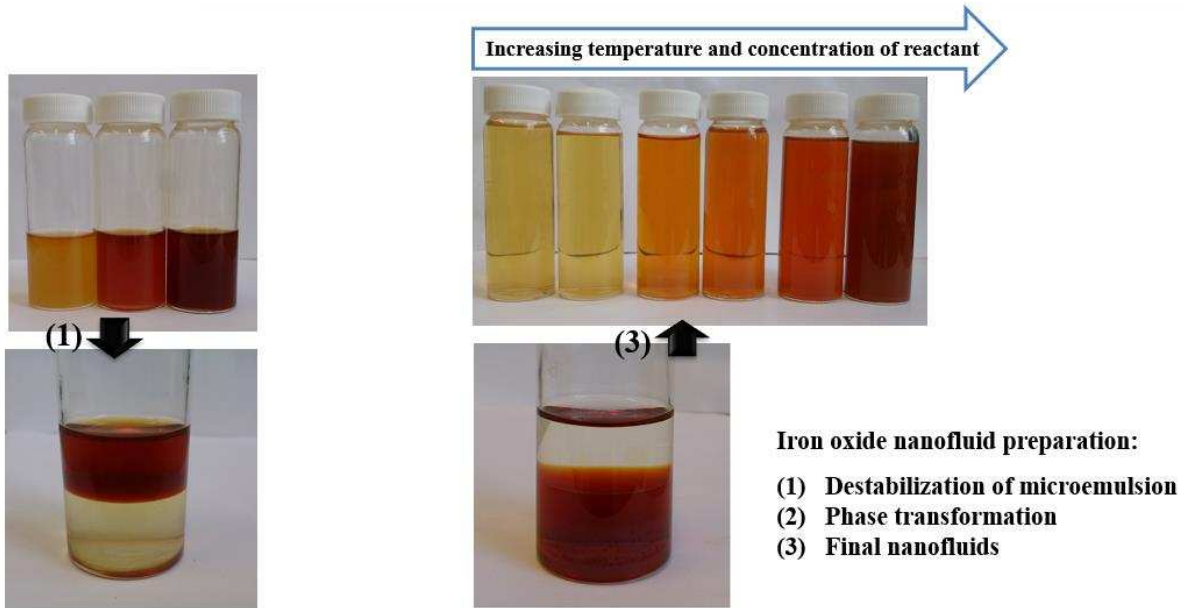 Increasing temperature and concentration of reactant
(1)
(3)
Iron oxide nanofluid preparation:
(1) Destabilization of microemulsion
(2) Phase transformation
(3) Final nanofluids